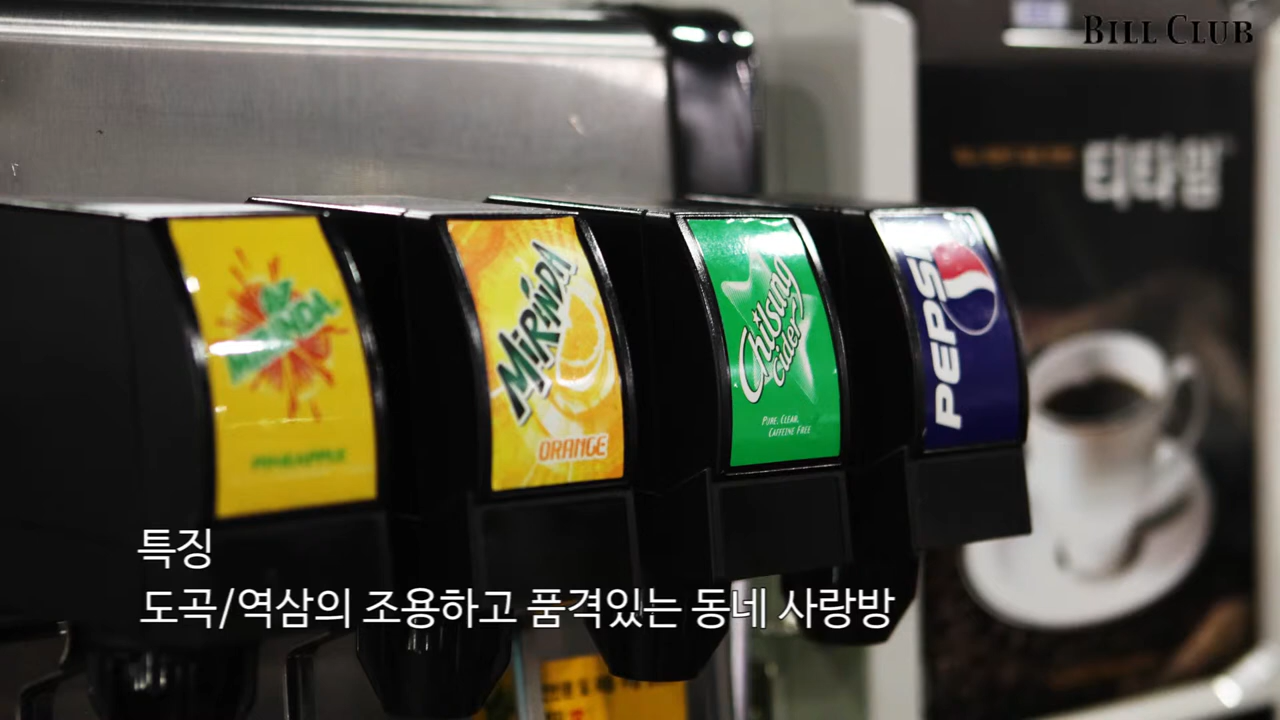 BILL CLUB
티타임
MIRINDA
PINEAPPLE
MIRINDA
ORANGE
Chilsung
Cider
PURE, CLEAR,
CAFFEINE FREE
PEPSI
특징
도곡/역삼의 조용하고 품격있는 동네 사랑방